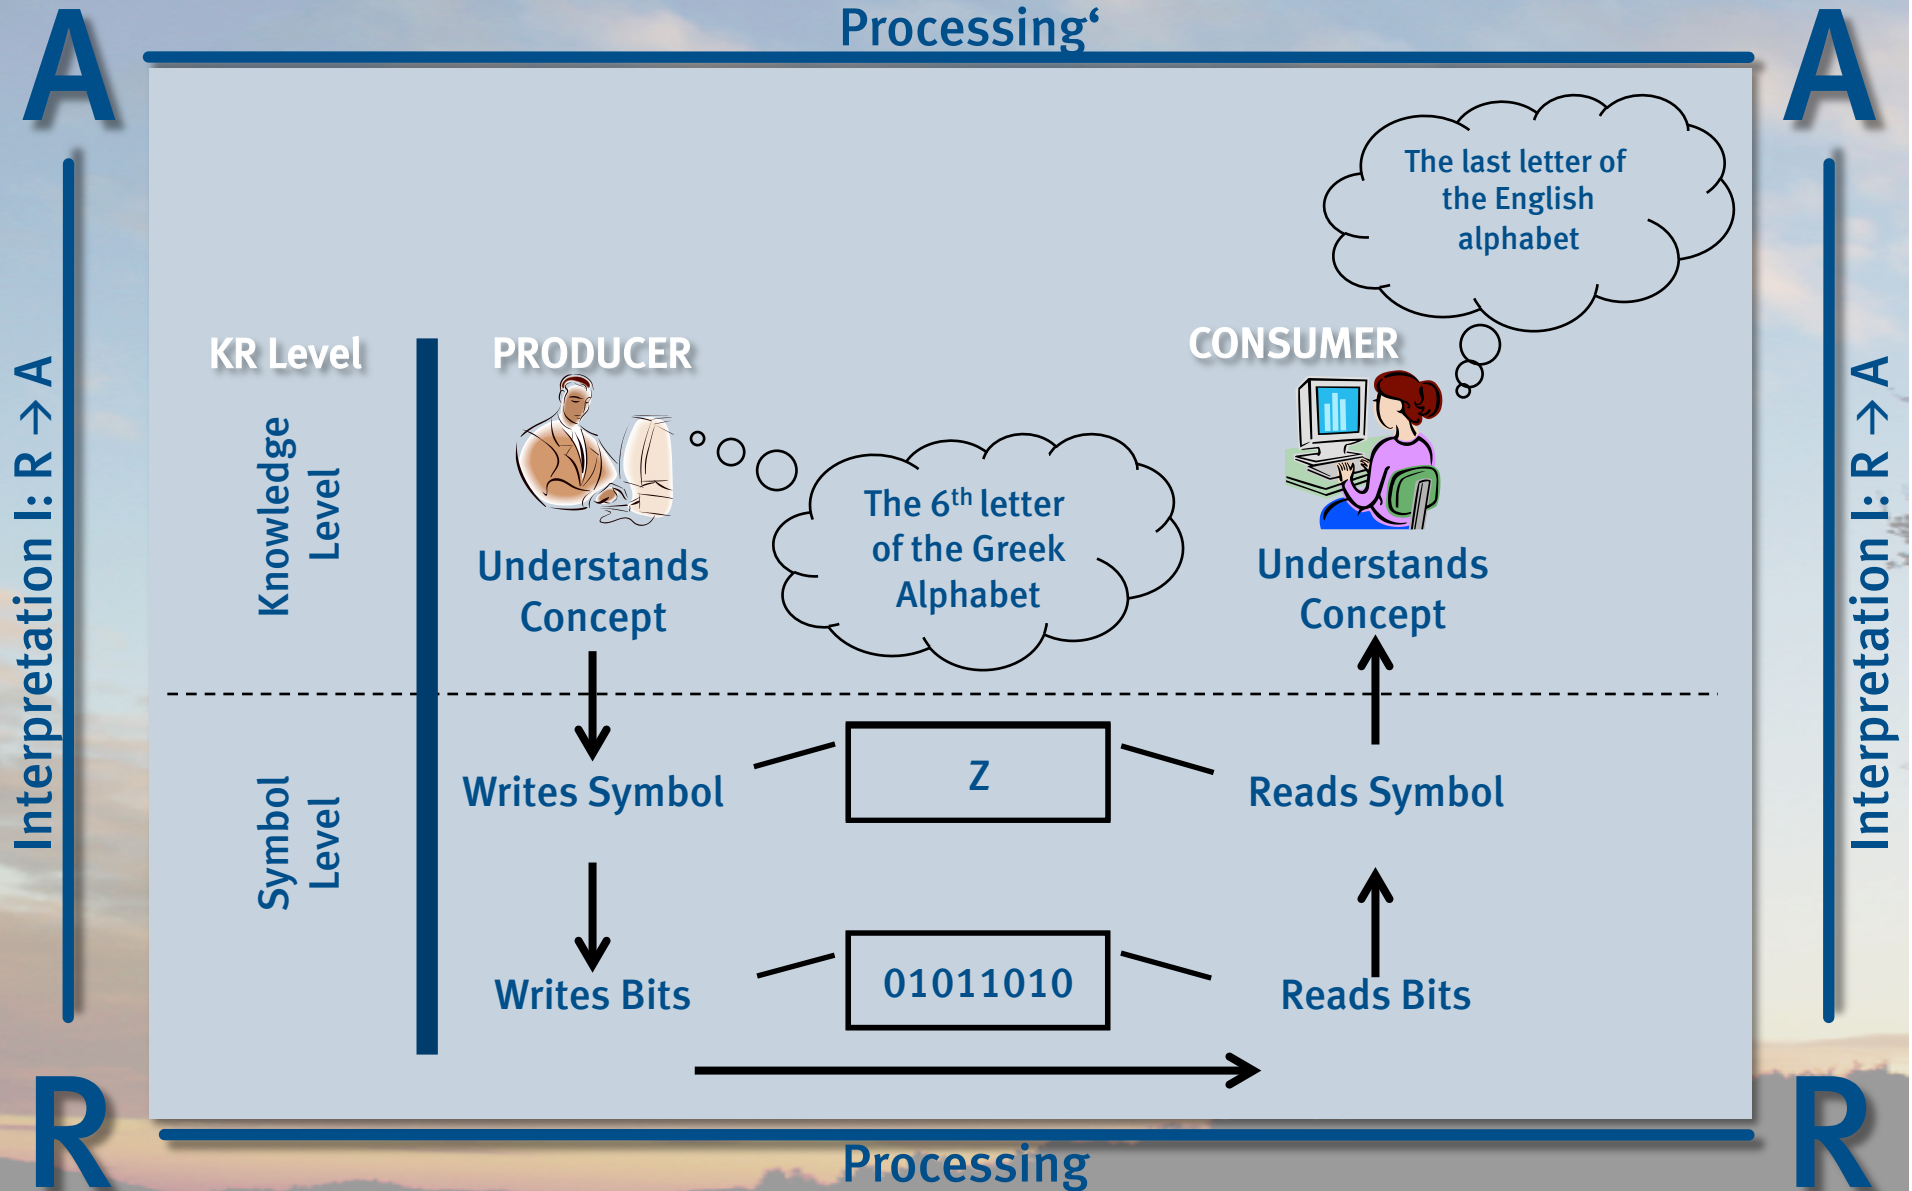 A
Processing‘
A
The last letter of
the English
alphabet
KR Level
PRODUCER
CONSUMER
Interpretation I: R → A
Knowledge
Level
The 6th letter
of the Greek
Alphabet
Understands
Concept
Understands
Concept
Interpretation I: R → A
Symbol
Level
Writes Symbol
Z
Reads Symbol
Writes Bits
01011010
Reads Bits
R
Processing
R